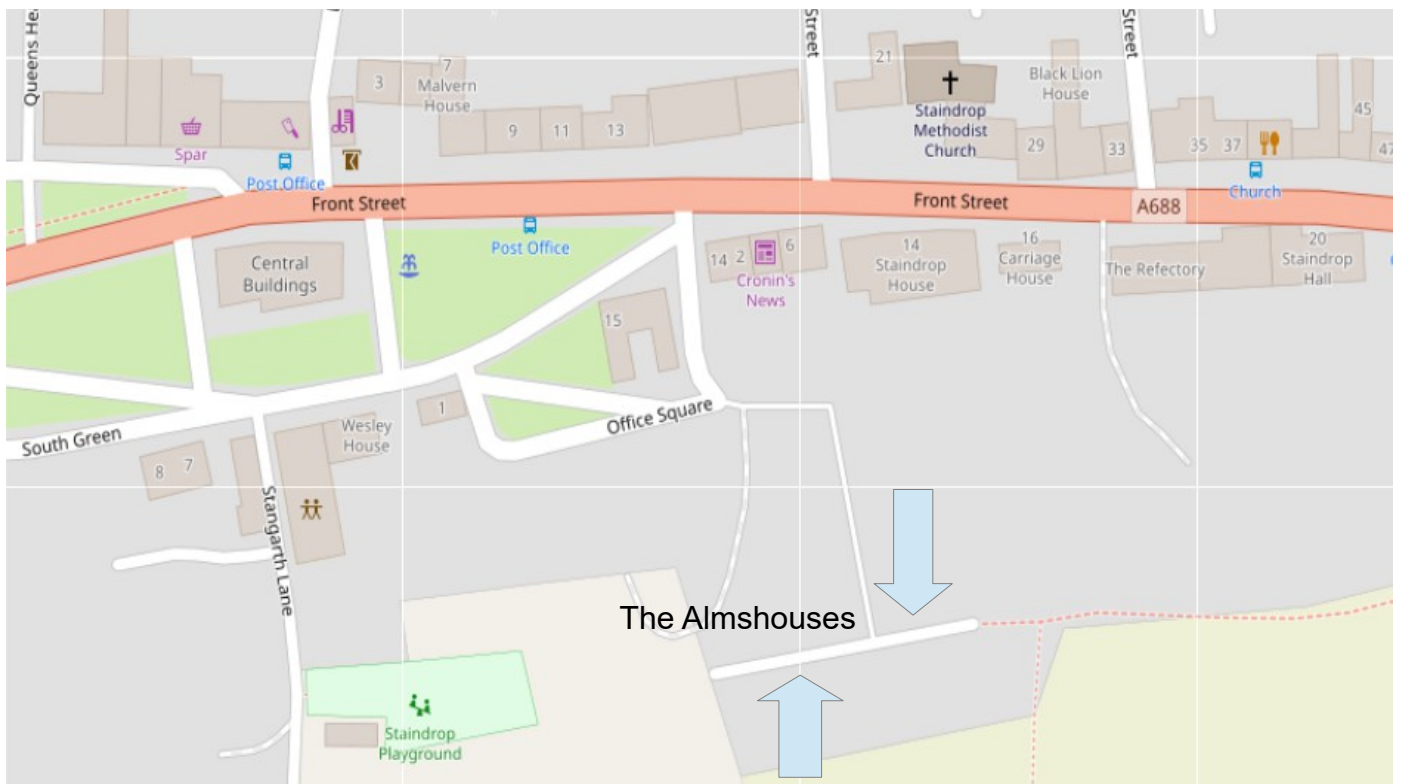 Queens Hea
Street
Street
21
7
3
Malvern
House
Black Lion
House
45
Staindrop
Methodist
Church
9
11
13
29
33
35
37
47
Spar
Post Office
Church
Front Street
Front Street
A688
Post Office
Central
Buildings
14
2
6
Cronin's
News
14
Staindrop
House
16
Carriage
House
The Refectory
20
Staindrop
Hall
15
1
Office Square
South Green
Wesley
House
8
7
Stangarth Lane
The Almshouses
Staindrop
Playground